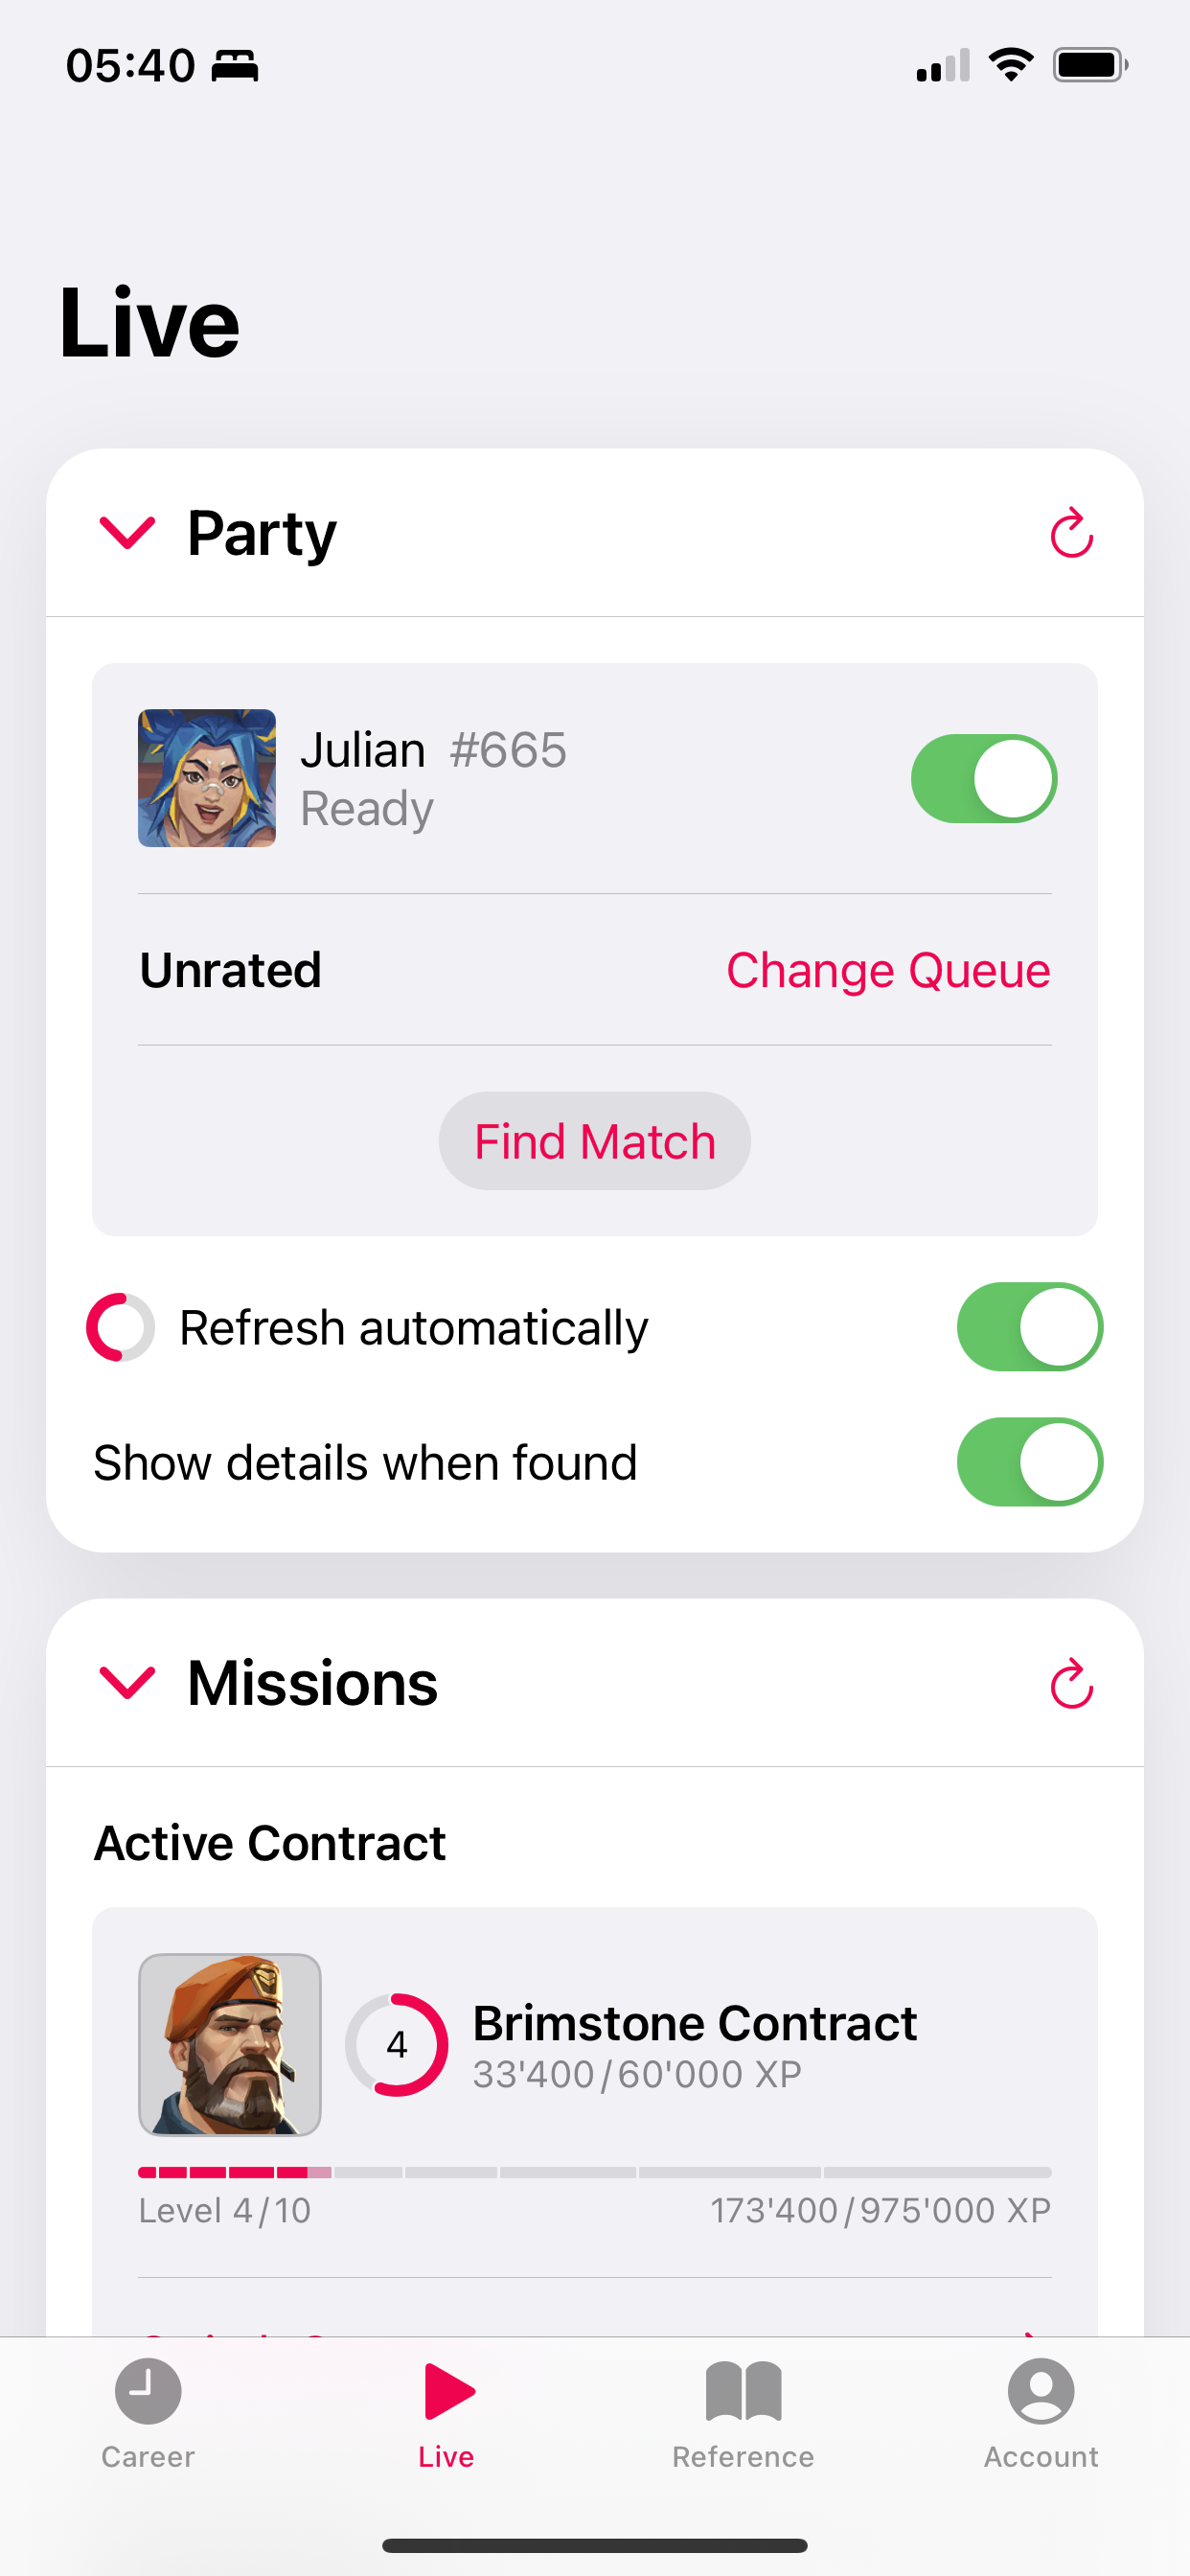 05:40
Live
Party
Julian #665
Ready
Unrated
Change Queue
Find Match
Refresh automatically
Show details when found
Missions
Active Contract
4
Brimstone Contract
33'400/60'000 XP
Level 4/10
173'400/975'000 XP
Career
Live
Reference
Account